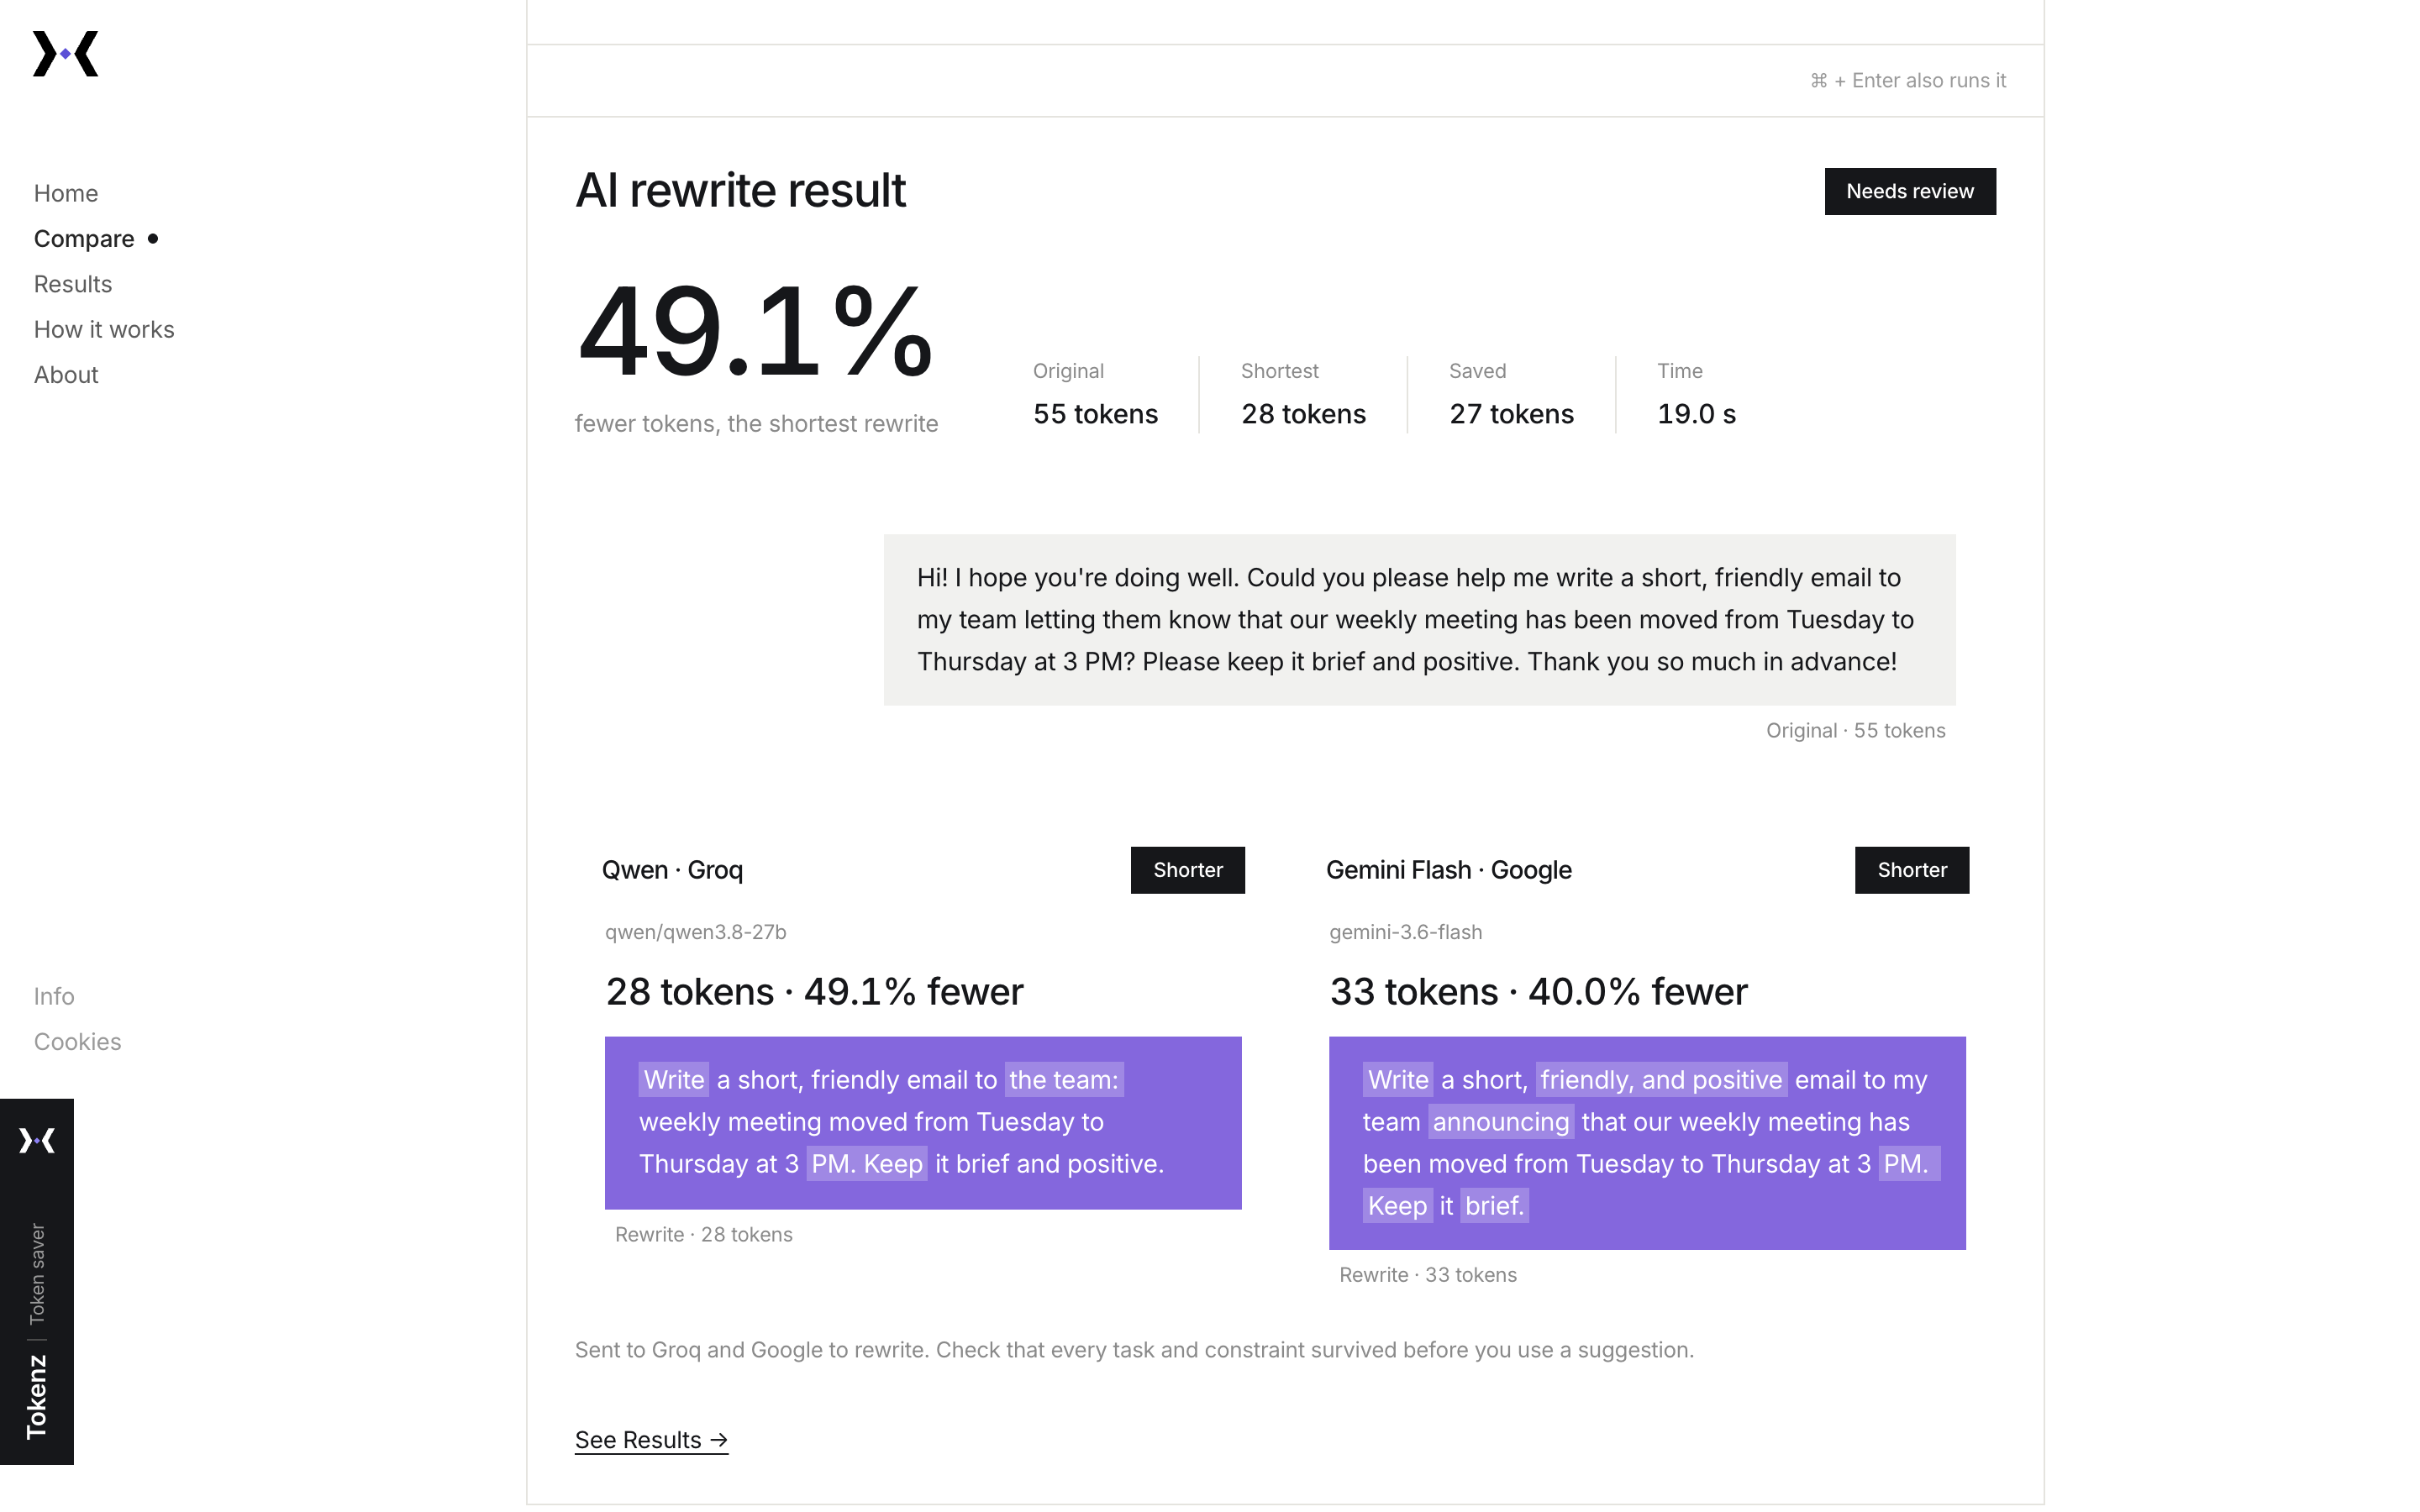 Home
Compare
Results
How it works
About
Info
Cookies
Tokenz | Token saver
⌘ + Enter also runs it
AI rewrite result
Needs review
49.1%
fewer tokens, the shortest rewrite
Original
55 tokens
Shortest
28 tokens
Saved
27 tokens
Time
19.0 s
Hi! I hope you're doing well. Could you please help me write a short, friendly email to
my team letting them know that our weekly meeting has been moved from Tuesday to
Thursday at 3 PM? Please keep it brief and positive. Thank you so much in advance!
Original · 55 tokens
Qwen · Groq
Shorter
qwen/qwen3.8-27b
28 tokens · 49.1% fewer
Write a short, friendly email to the team:
weekly meeting moved from Tuesday to
Thursday at 3 PM. Keep it brief and positive.
Rewrite · 28 tokens
Gemini Flash · Google
Shorter
gemini-3.6-flash
33 tokens · 40.0% fewer
Write a short, friendly, and positive email to my
team announcing that our weekly meeting has
been moved from Tuesday to Thursday at 3 PM.
Keep it brief.
Rewrite · 33 tokens
Sent to Groq and Google to rewrite. Check that every task and constraint survived before you use a suggestion.
See Results →